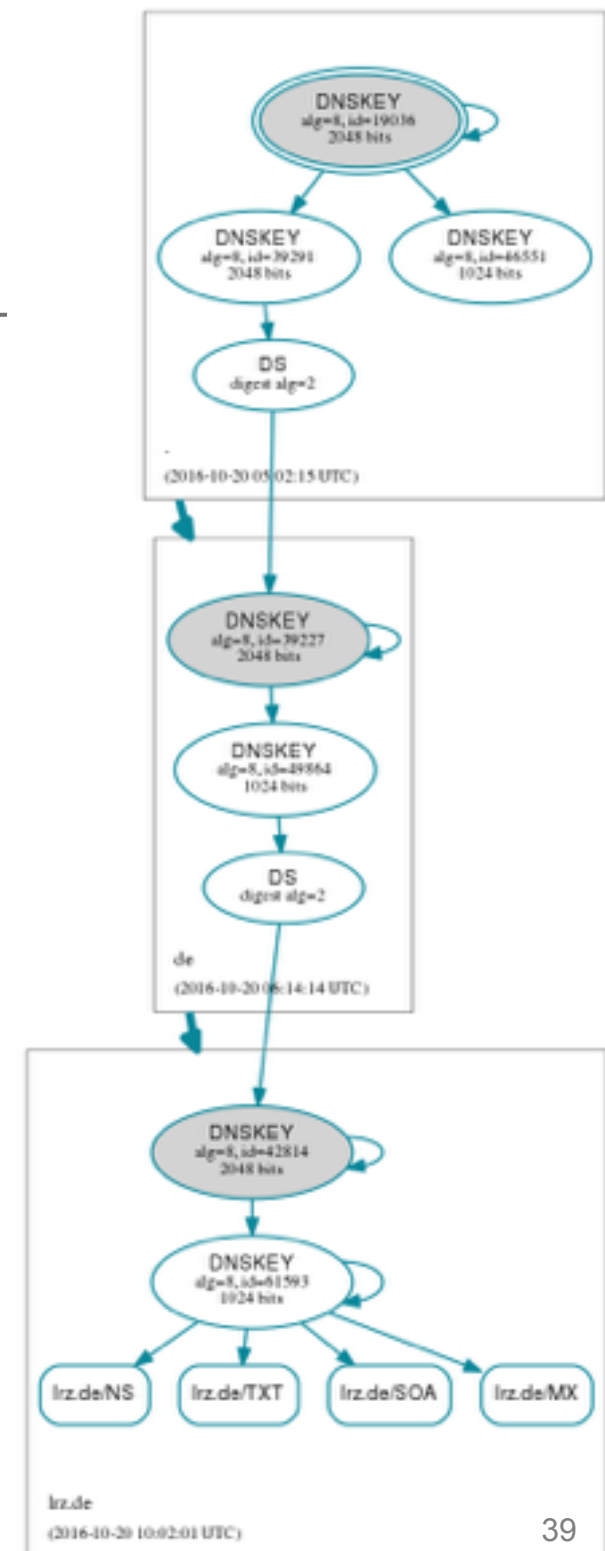 DNSKEY
alg=8, id=19036
2048 bits
DNSKEY
alg=8, id=39291
2048 bits
DNSKEY
alg=8, id=46551
1024 bits
DS
digest alg=2
.
(2016-10-20 05:02:15 UTC)
DNSKEY
alg=8, id=39227
2048 bits
DNSKEY
alg=8, id=49864
1024 bits
DS
digest alg=2
de
(2016-10-20 06:14:14 UTC)
DNSKEY
alg=8, id=42814
2048 bits
DNSKEY
alg=8, id=61593
1024 bits
lrz.de/NS
lrz.de/TXT
lrz.de/SOA
lrz.de/MX
lrz.de
(2016-10-20 10:02:01 UTC)
39